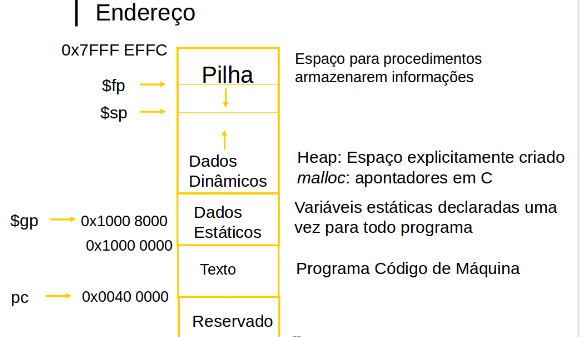 Endereço
0x7FFF EFFC
Pilha
Espaço para procedimentos
armazenarem informações
$fp
$sp
Dados
Dinâmicos
Heap: Espaço explicitamente criado
malloc: apontadores em C
$gp
0x1000 8000
0x1000 0000
Dados
Estáticos
Variáveis estáticas declaradas uma
vez para todo programa
Texto
Programa Código de Máquina
pc
0x0040 0000
Reservado